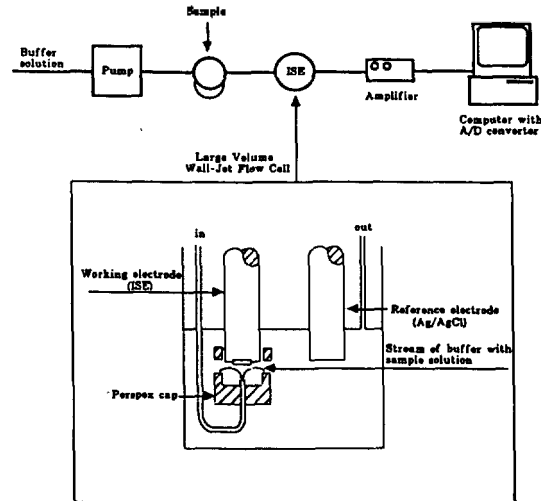 Sample
Buffer
solution
Pump
ISE
Amplifier
Computer with
A/D converter
Large Volume
Wall-Jet Flow Cell
in
out
Working electrode
(ISE)
Reference electrode
(Ag/AgCl)
Stream of buffer with
sample solution
Perspex cap